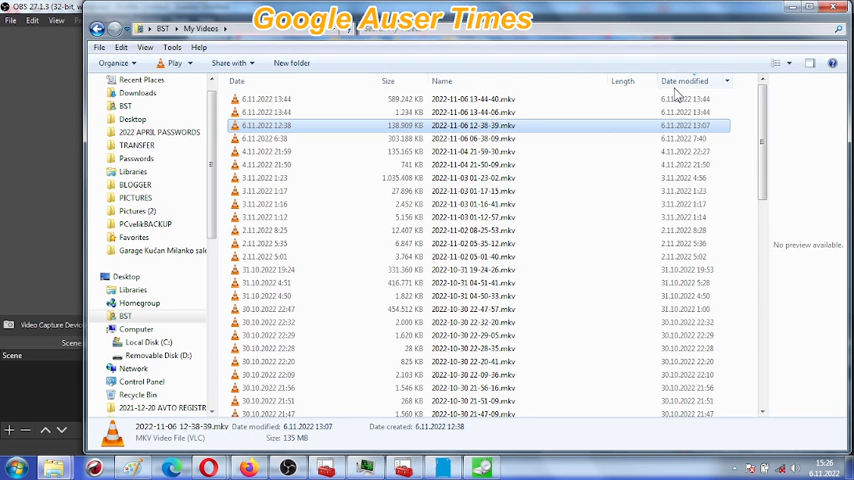 OBS 27.1.3 (32-bit, w
Google Auser Times
BST
My Videos
File Edit View
File Edit View Tools Help
Organize Play Share with New folder
Recent Places
Downloads
BST
Desktop
2022 APRIL PASSWORDS
TRANSFER
Passwords
Libraries
BLOGGER
PICTURES
Pictures (2)
PCvelikBACKUP
Favorites
Garage Kučan Milanko sale
Desktop
Libraries
Homegroup
BST
Computer
Local Disk (C:)
Removable Disk (D:)
Network
Control Panel
Recycle Bin
2021-12-20 AVTO REGISTR
Date Size Name Length Date modified
6.11.2022 13:44 589.242 KB 2022-11-06 13-44-40.mkv 6.11.2022 13:44
6.11.2022 13:44 1.234 KB 2022-11-06 13-44-06.mkv 6.11.2022 13:44
6.11.2022 12:38 138.909 KB 2022-11-06 12-38-39.mkv 6.11.2022 13:07
6.11.2022 6:38 303.188 KB 2022-11-06 06-38-09.mkv 6.11.2022 7:40
4.11.2022 21:59 135.165 KB 2022-11-04 21-59-30.mkv 4.11.2022 22:27
4.11.2022 21:50 741 KB 2022-11-04 21-50-09.mkv 4.11.2022 21:50
3.11.2022 1:23 1.035.408 KB 2022-11-03 01-23-02.mkv 3.11.2022 4:56
3.11.2022 1:17 27.896 KB 2022-11-03 01-17-15.mkv 3.11.2022 1:23
3.11.2022 1:16 2.452 KB 2022-11-03 01-16-41.mkv 3.11.2022 1:17
3.11.2022 1:12 5.156 KB 2022-11-03 01-12-57.mkv 3.11.2022 1:14
2.11.2022 8:25 12.407 KB 2022-11-02 08-25-53.mkv 2.11.2022 8:28
2.11.2022 5:35 6.847 KB 2022-11-02 05-35-12.mkv 2.11.2022 5:36
2.11.2022 5:01 3.764 KB 2022-11-02 05-01-40.mkv 2.11.2022 5:02
31.10.2022 19:24 331.360 KB 2022-10-31 19-24-26.mkv 31.10.2022 19:53
31.10.2022 4:51 416.771 KB 2022-10-31 04-51-41.mkv 31.10.2022 5:28
31.10.2022 4:50 1.822 KB 2022-10-31 04-50-33.mkv 31.10.2022 4:50
30.10.2022 22:47 454.512 KB 2022-10-30 22-47-57.mkv 31.10.2022 1:00
30.10.2022 22:32 2.000 KB 2022-10-30 22-32-20.mkv 30.10.2022 22:32
30.10.2022 22:29 1.620 KB 2022-10-30 22-29-05.mkv 30.10.2022 22:29
30.10.2022 22:28 1.340 KB 2022-10-30 22-28-35.mkv 30.10.2022 22:28
30.10.2022 22:20 825 KB 2022-10-30 22-20-41.mkv 30.10.2022 22:20
30.10.2022 21:56 1.546 KB 2022-10-30 21-56-16.mkv 30.10.2022 21:56
30.10.2022 21:51 268 KB 2022-10-30 21-51-09.mkv 30.10.2022 21:51
30.10.2022 21:47 1.560 KB 2022-10-30 21-47-09.mkv 30.10.2022 21:47
No preview available.
Video Capture Devic
Scene:
Scene
2022-11-06 12-38-39.mkv Date modified: 6.11.2022 13:07 Date created: 6.11.2022 12:38
MKV Video File (VLC) Size: 135 MB
15:26
6.11.2022